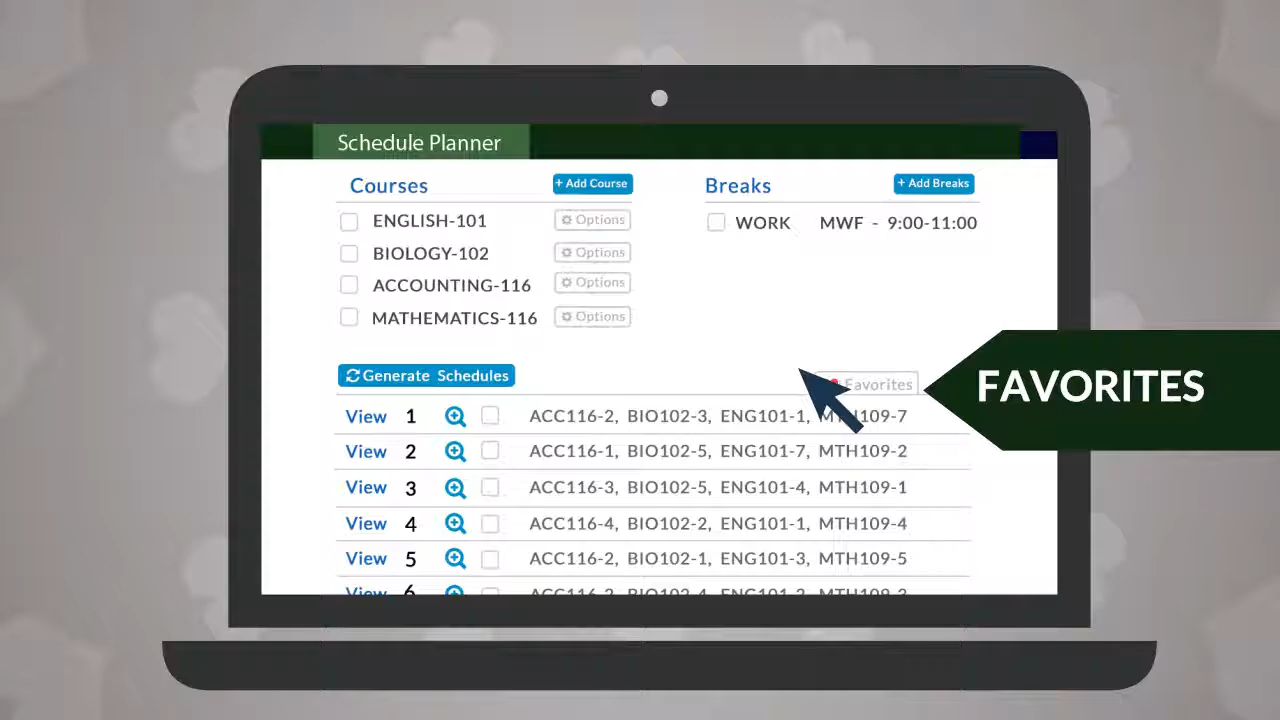 Schedule Planner
Courses
+ Add Course
ENGLISH-101
Options
BIOLOGY-102
Options
ACCOUNTING-116
Options
MATHEMATICS-116
Options
Breaks
+ Add Breaks
WORK MWF - 9:00-11:00
Generate Schedules
Favorites
FAVORITES
View 1 ACC116-2, BIO102-3, ENG101-1, MTH109-7
View 2 ACC116-1, BIO102-5, ENG101-7, MTH109-2
View 3 ACC116-3, BIO102-5, ENG101-4, MTH109-1
View 4 ACC116-4, BIO102-2, ENG101-1, MTH109-4
View 5 ACC116-2, BIO102-1, ENG101-3, MTH109-5
View 6